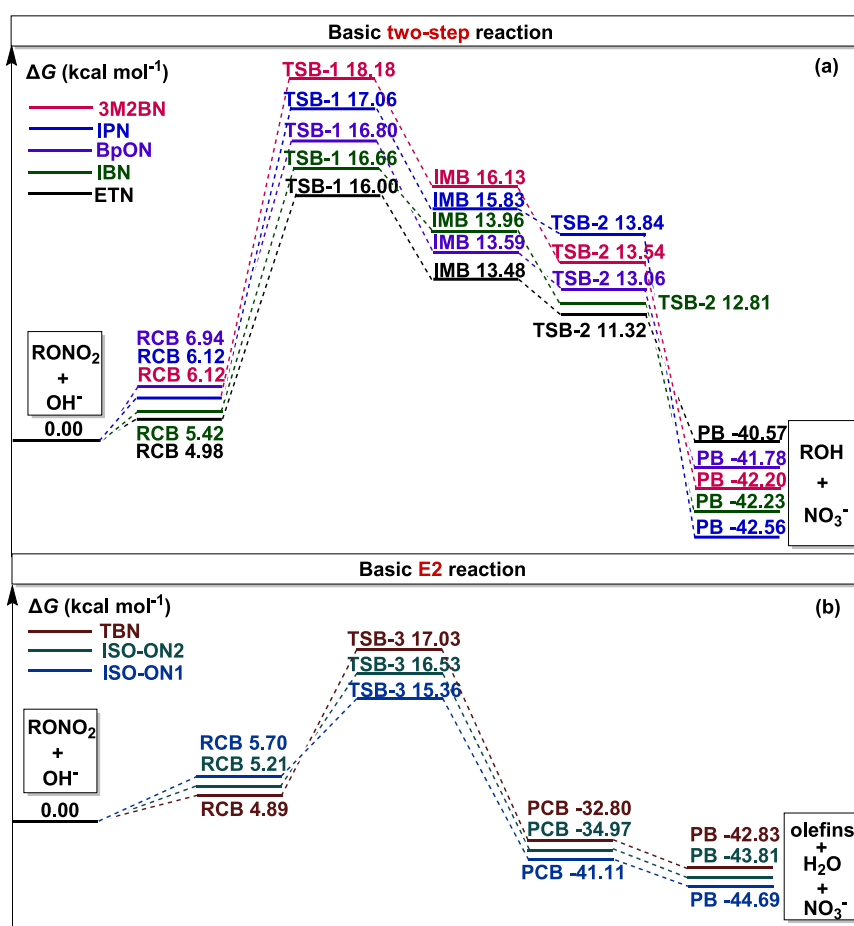 Basic two-step reaction
(a)
ΔG (kcal mol⁻¹)
3M2BN
IPN
BpON
IBN
ETN
TSB-1 18.18
TSB-1 17.06
TSB-1 16.80
TSB-1 16.66
TSB-1 16.00
IMB 16.13
IMB 15.83
IMB 13.96
IMB 13.59
IMB 13.48
TSB-2 13.84
TSB-2 13.54
TSB-2 13.06
TSB-2 12.81
TSB-2 11.32
RONO₂
+
OH⁻
0.00
RCB 6.94
RCB 6.12
RCB 6.12
RCB 5.42
RCB 4.98
PB -40.57
PB -41.78
PB -42.20
PB -42.23
PB -42.56
ROH
+
NO₃⁻
Basic E2 reaction
(b)
ΔG (kcal mol⁻¹)
TBN
ISO-ON2
ISO-ON1
TSB-3 17.03
TSB-3 16.53
TSB-3 15.36
RONO₂
+
OH⁻
0.00
RCB 5.70
RCB 5.21
RCB 4.89
PCB -32.80
PCB -34.97
PCB -41.11
PB -42.83
PB -43.81
PB -44.69
olefins
+
H₂O
+
NO₃⁻